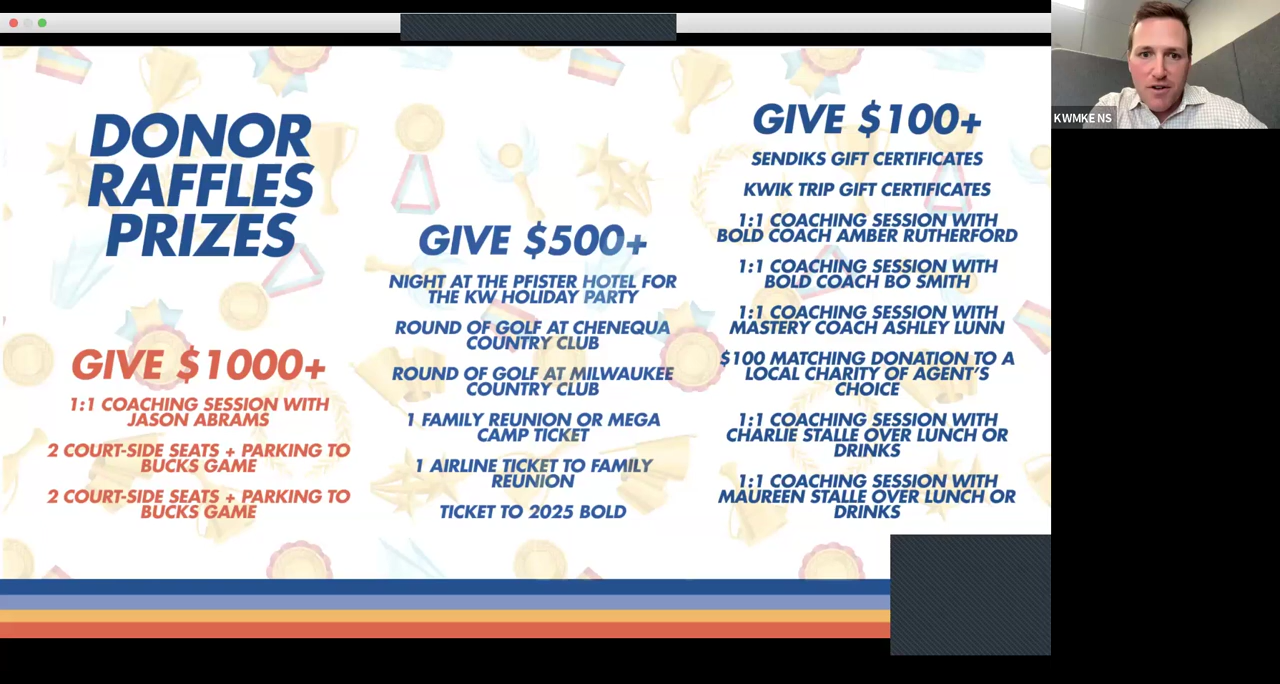 DONOR
RAFFLES
PRIZES
GIVE $1000+
1:1 COACHING SESSION WITH
JASON ABRAMS
2 COURT-SIDE SEATS + PARKING TO
BUCKS GAME
2 COURT-SIDE SEATS + PARKING TO
BUCKS GAME
GIVE $500+
NIGHT AT THE PFISTER HOTEL FOR
THE KW HOLIDAY PARTY
ROUND OF GOLF AT CHENEQUA
COUNTRY CLUB
ROUND OF GOLF AT MILWAUKEE
COUNTRY CLUB
1 FAMILY REUNION OR MEGA
CAMP TICKET
1 AIRLINE TICKET TO FAMILY
REUNION
TICKET TO 2025 BOLD
GIVE $100+
SENDIKS GIFT CERTIFICATES
KWIK TRIP GIFT CERTIFICATES
1:1 COACHING SESSION WITH
BOLD COACH AMBER RUTHERFORD
1:1 COACHING SESSION WITH
BOLD COACH BO SMITH
1:1 COACHING SESSION WITH
MASTERY COACH ASHLEY LUNN
$100 MATCHING DONATION TO A
LOCAL CHARITY OF AGENT'S
CHOICE
1:1 COACHING SESSION WITH
CHARLIE STALLE OVER LUNCH OR
DRINKS
1:1 COACHING SESSION WITH
MAUREEN STALLE OVER LUNCH OR
DRINKS
KWMKE NS